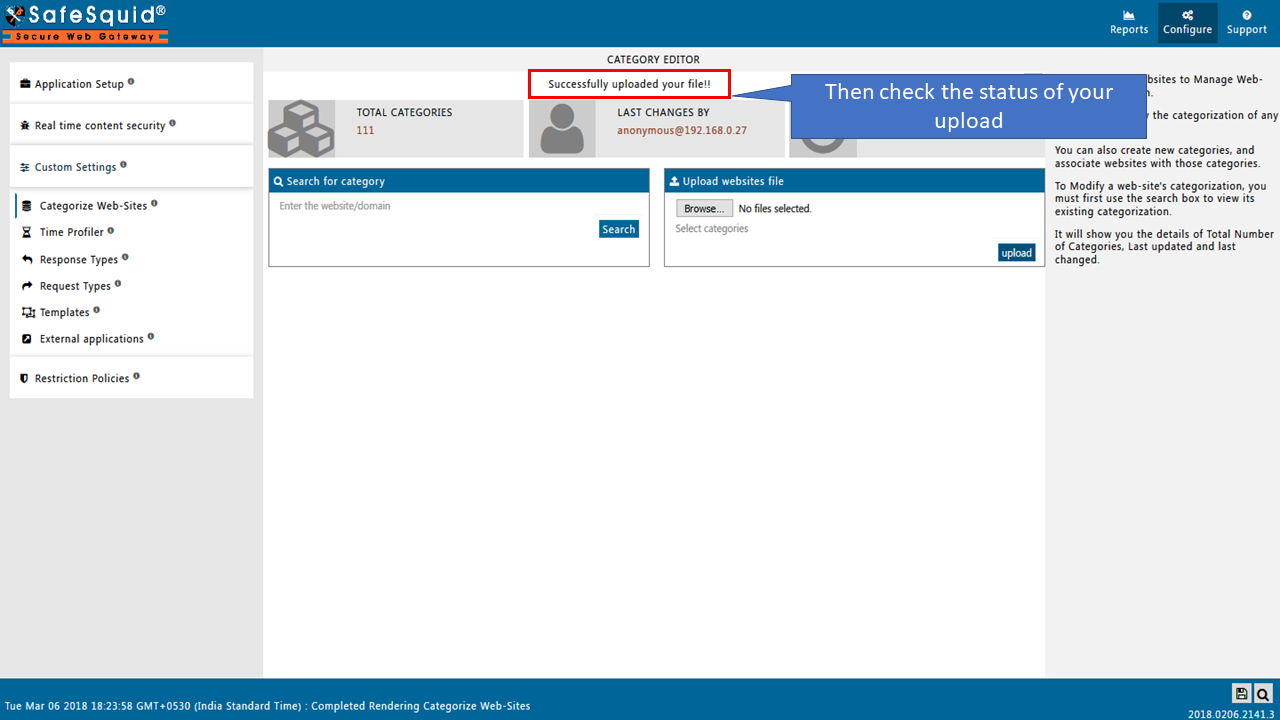 SafeSquid®
Secure Web Gateway
Reports
Configure
Support
Application Setup
Real time content security
Custom Settings
Categorize Web-Sites
Time Profiler
Response Types
Request Types
Templates
External applications
Restriction Policies
CATEGORY EDITOR
Successfully uploaded your file!!
Then check the status of your
upload
TOTAL CATEGORIES
111
LAST CHANGES BY
anonymous@192.168.0.27
Search for category
Enter the website/domain
Search
Upload websites file
Browse... No files selected.
Select categories
upload
to Manage Web-
the categorization of any
You can also create new categories, and
associate websites with those categories.
To Modify a web-site's categorization, you
must first use the search box to view its
existing categorization.
It will show you the details of Total Number
of Categories, Last updated and last
changed.
Tue Mar 06 2018 18:23:58 GMT+0530 (India Standard Time) : Completed Rendering Categorize Web-Sites
2018.0206.2141.3